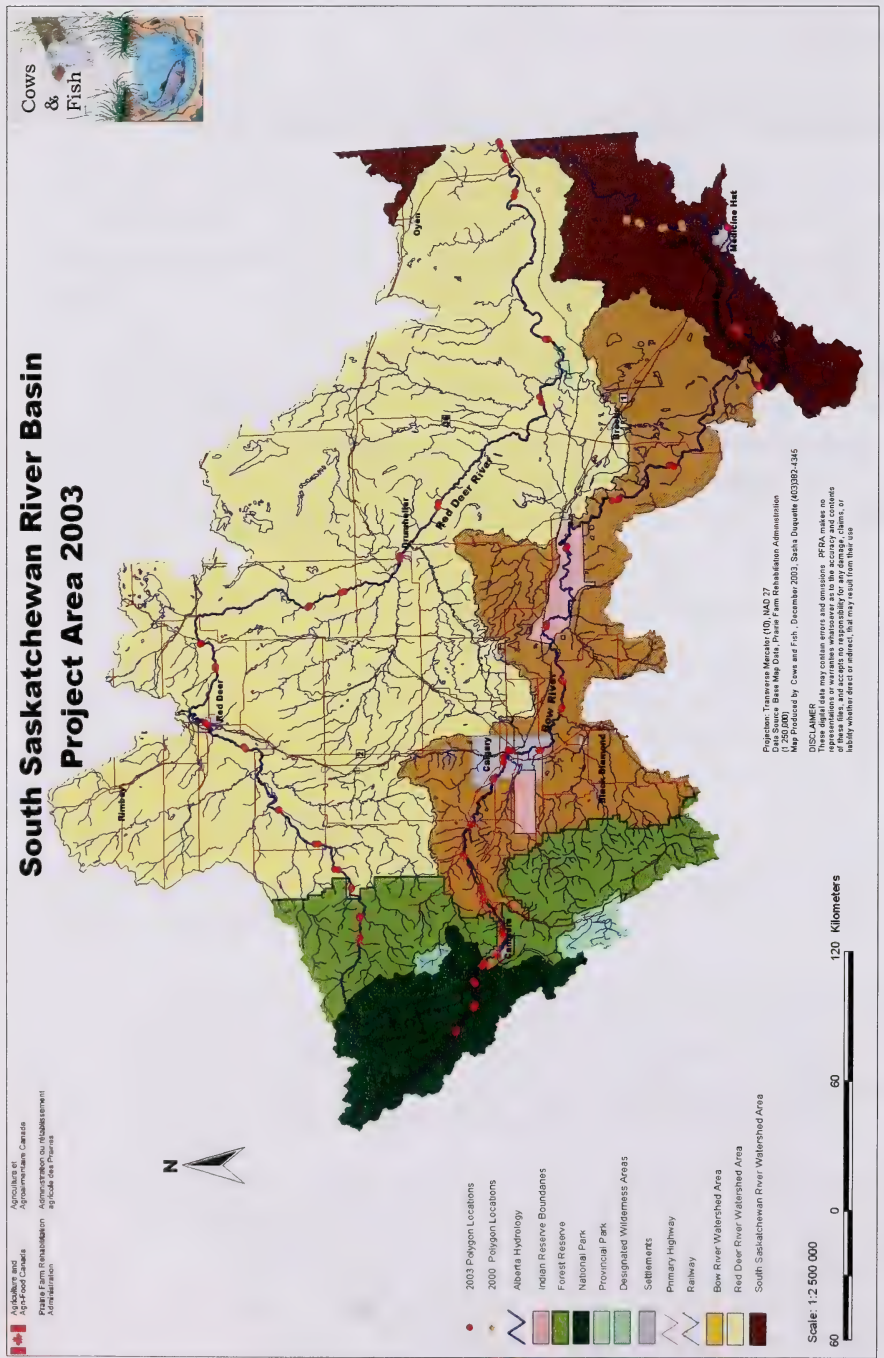 Agriculture and
Agri-Food Canada
Agriculture et
Agroalimentaire Canada
Prairie Farm Rehabilitation
Administration
Administration du rétablissement
agricole des Prairies
South Saskatchewan River Basin
Project Area 2003
Cows
&
Fish
N
2003 Polygon Locations
2000 Polygon Locations
Alberta Hydrology
Indian Reserve Boundaries
Forest Reserve
National Park
Provincial Park
Designated Wilderness Areas
Settlements
Primary Highway
Railway
Bow River Watershed Area
Red Deer River Watershed Area
South Saskatchewan River Watershed Area
Scale: 1:2 500 000
60 0 60 120 Kilometers
Rimbey
Red Deer
Drumheller
Red Deer River
Oyen
Calgary
Bow River
Canmore
Black Diamond
Brooks
Medicine Hat
Projection: Transverse Mercator (10), NAD 27
Data Source: Base Map Data, Prairie Farm Rehabilitation Administration
(1:250,000)
Map Produced by Cows and Fish, December 2003, Sasha Duquette (403)382-4345
DISCLAIMER
These digital data may contain errors and omissions. PFRA makes no
representations or warranties whatsoever as to the accuracy and contents
of these files, and accepts no responsibility for any damage, claims, or
liability whether direct or indirect, that may result from their use